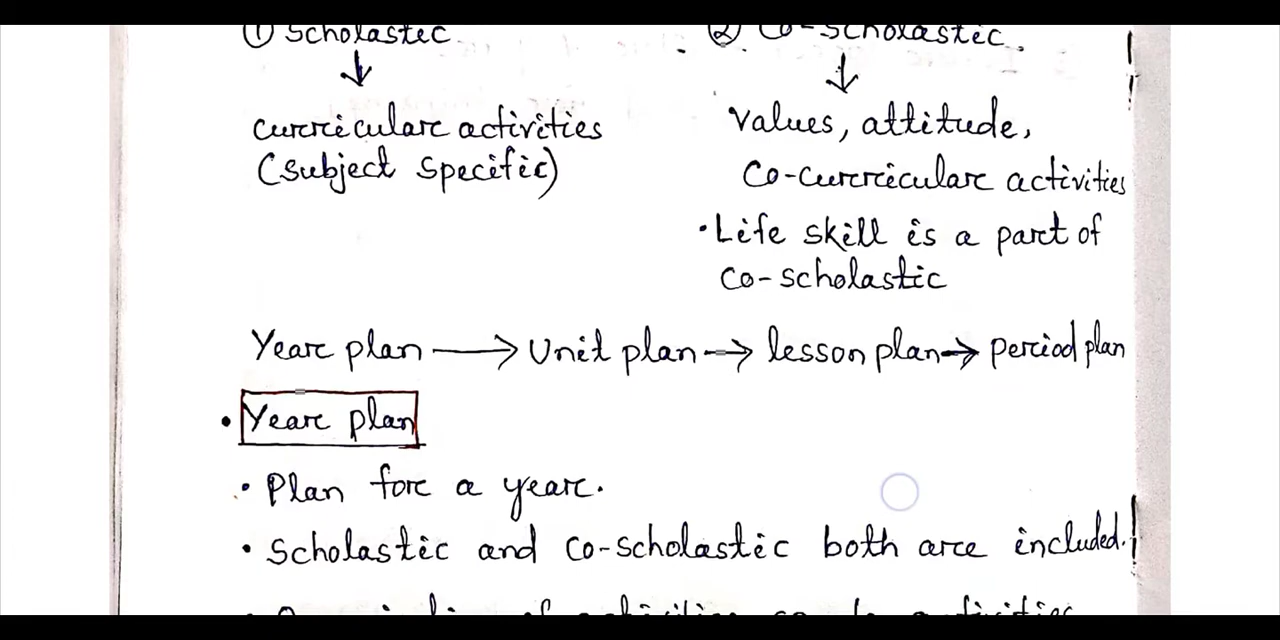 ① Scholastic
② Co-scholastic.
↓
↓
Curricular activities
(Subject specific)
Values, attitude,
Co-curricular activities
• Life skill is a part of
Co-scholastic
Year plan → Unit plan → lesson plan → period plan
• Year plan
• Plan for a year.
• Scholastic and co-scholastic both are included.